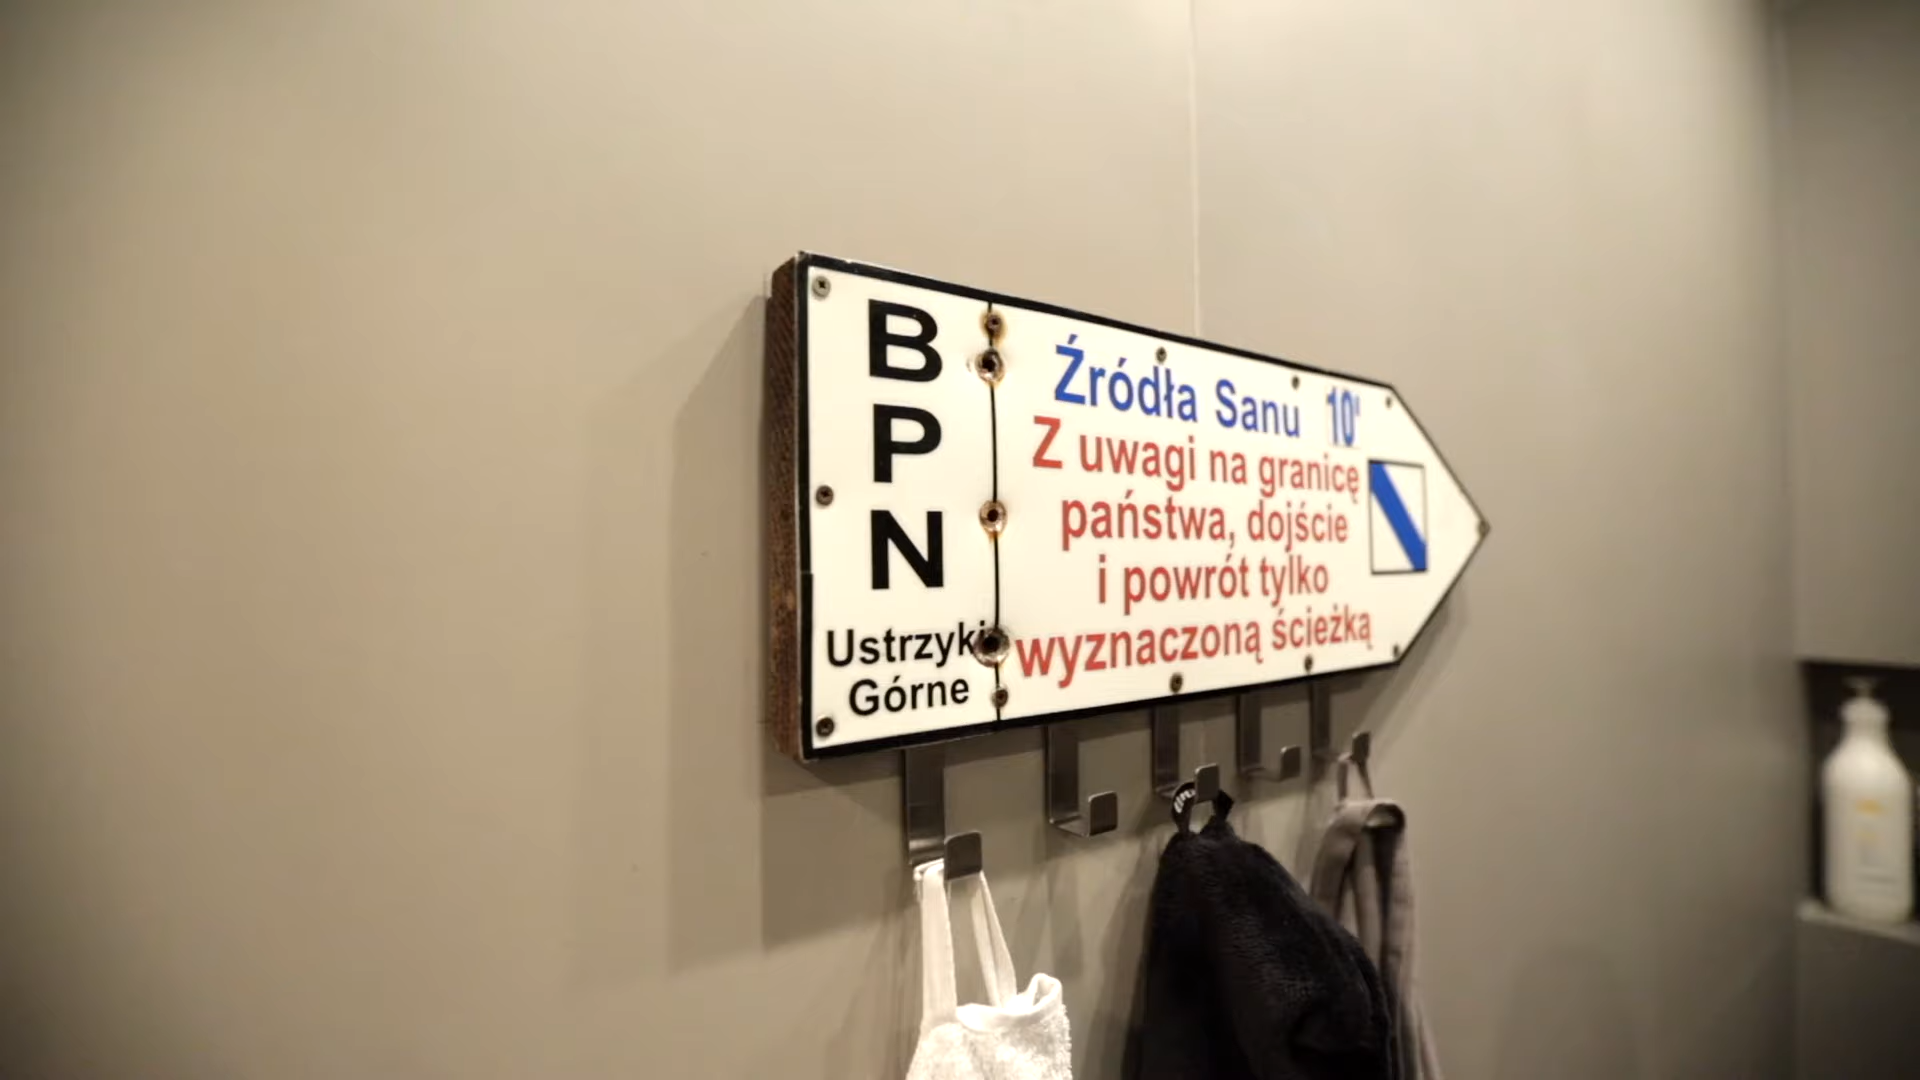 B
P
N
Ustrzyki
Górne
Źródła Sanu 10'
Z uwagi na granicę
państwa, dojście
i powrót tylko
wyznaczoną ścieżką